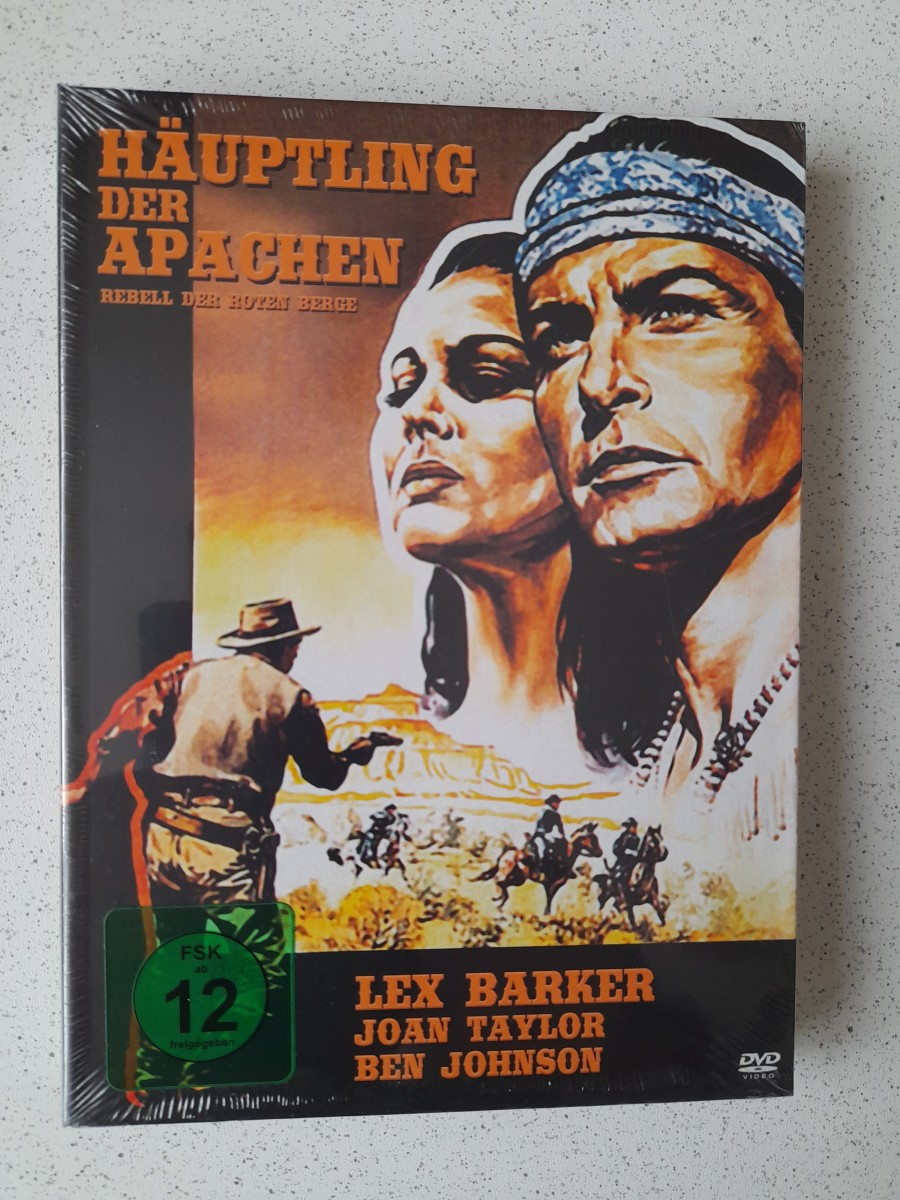 HÄUPTLING
DER
APACHEN
REBELL DER ROTEN BERGE
FSK
ab
12
freigegeben
LEX BARKER
JOAN TAYLOR
BEN JOHNSON
DVD
VIDEO